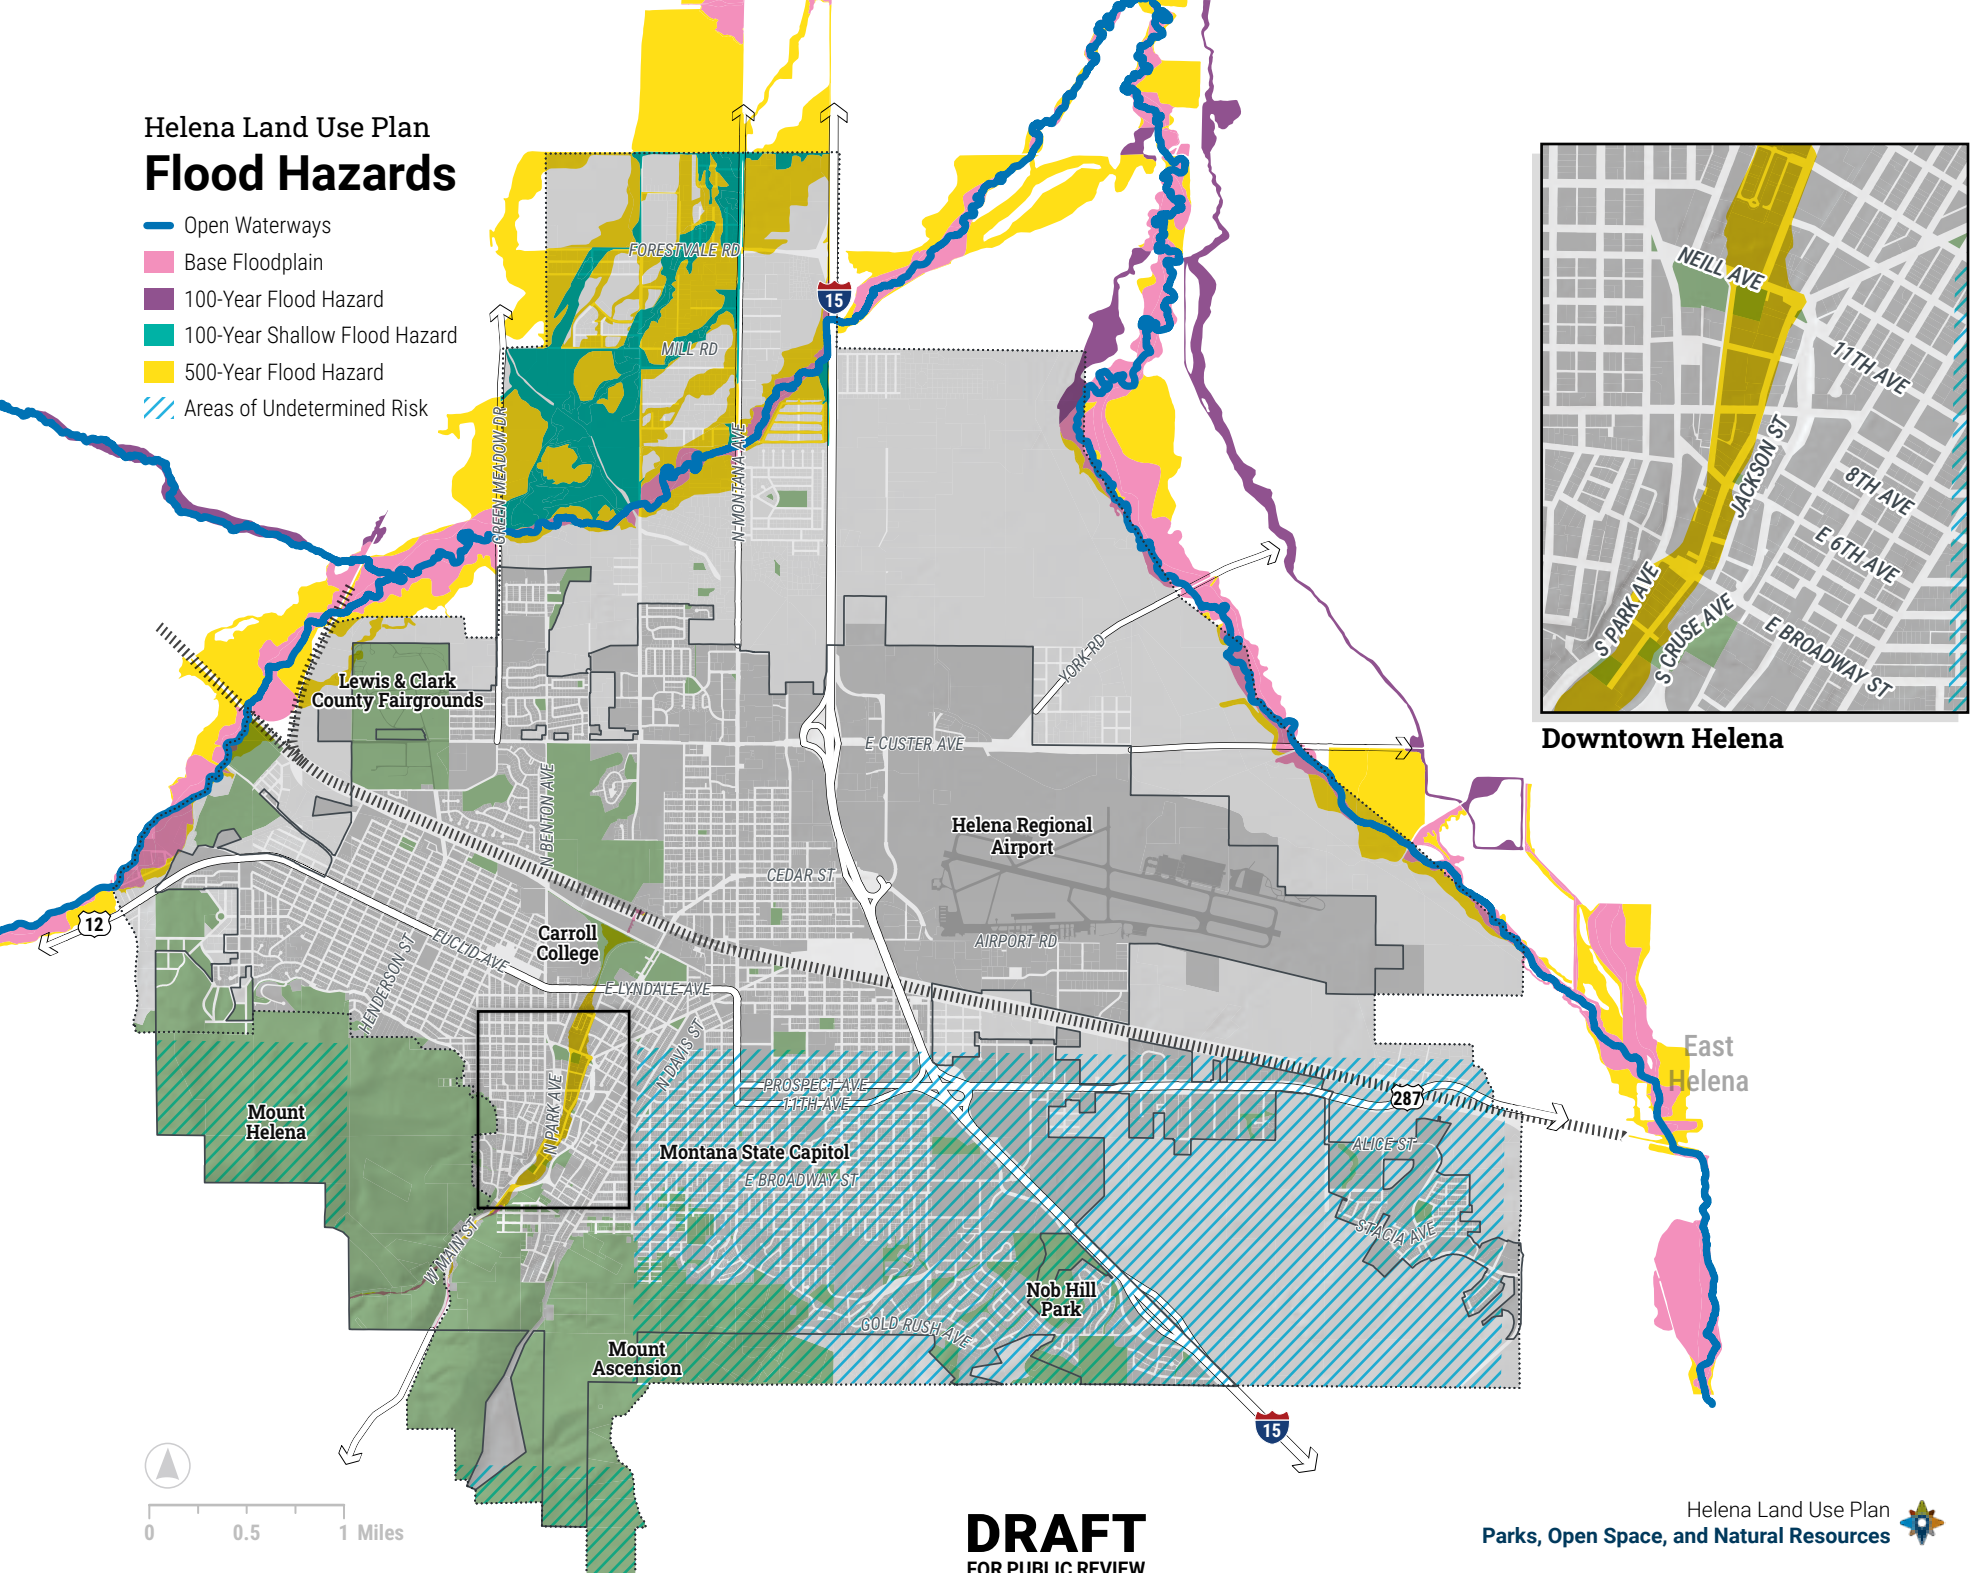 Helena Land Use Plan
Flood Hazards
Open Waterways
Base Floodplain
100-Year Flood Hazard
100-Year Shallow Flood Hazard
500-Year Flood Hazard
Areas of Undetermined Risk
FORESTVALE RD
15
MILL RD
GREEN MEADOW DR
N MONTANA AVE
YORK RD
Lewis & Clark
County Fairgrounds
E CUSTER AVE
N BENTON AVE
Helena Regional
Airport
CEDAR ST
12
EUCLID AVE
HENDERSON ST
Carroll
College
AIRPORT RD
E LYNDALE AVE
N DAVIS ST
PROSPECT AVE
11TH AVE
287
East
Helena
Mount
Helena
N PARK AVE
Montana State Capitol
E BROADWAY ST
ALICE ST
STACIA AVE
W MAIN ST
Nob Hill
Park
GOLD RUSH AVE
Mount
Ascension
15
NEILL AVE
11TH AVE
JACKSON ST
8TH AVE
E 6TH AVE
S PARK AVE
S CRUSE AVE
E BROADWAY ST
Downtown Helena
0 0.5 1 Miles
DRAFT
FOR PUBLIC REVIEW
Helena Land Use Plan
Parks, Open Space, and Natural Resources